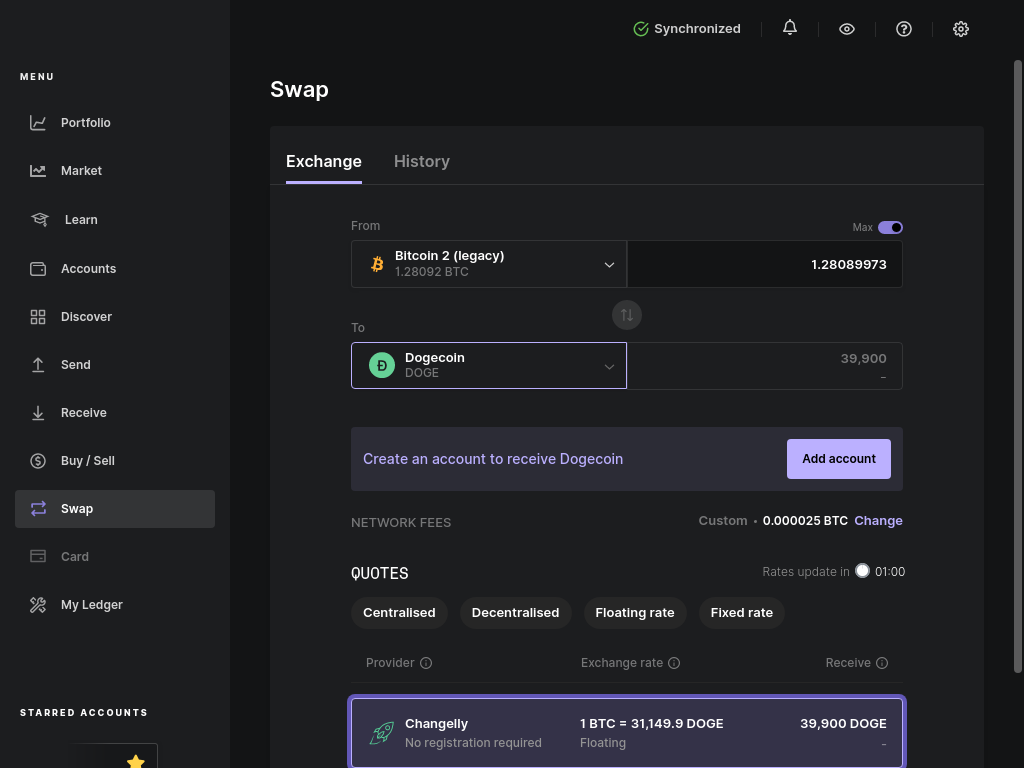 Synchronized
MENU
Portfolio
Market
Learn
Accounts
Discover
Send
Receive
Buy / Sell
Swap
Card
My Ledger
STARRED ACCOUNTS
Swap
Exchange History
From Max
Bitcoin 2 (legacy)
1.28092 BTC
1.28089973
To
Dogecoin
DOGE
39,900
-
Create an account to receive Dogecoin Add account
NETWORK FEES Custom • 0.000025 BTC Change
QUOTES Rates update in 01:00
Centralised Decentralised Floating rate Fixed rate
Provider Exchange rate Receive
Changelly 1 BTC = 31,149.9 DOGE 39,900 DOGE
No registration required Floating -